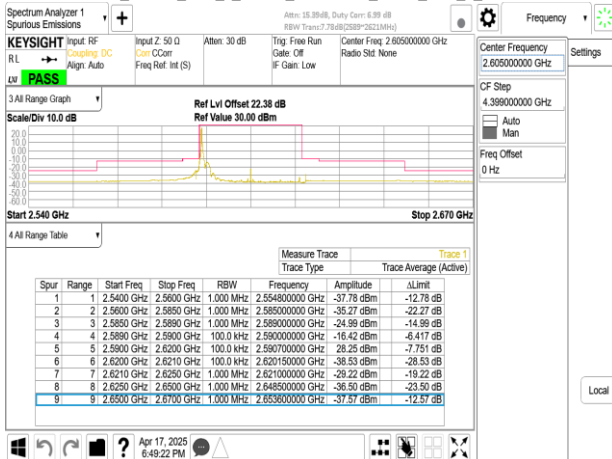 Spectrum Analyzer 1
Spurious Emissions
Attn: 15.39dB, Duty Corr: 6.99 dB
RBW Trans:7.78dB(2589~2621MHz)
Frequency
KEYSIGHT
RL
PASS
Input: RF
Coupling: DC
Align: Auto
Input Z: 50 Ω
Corr CCorr
Freq Ref: Int (S)
Atten: 30 dB
Trig: Free Run
Gate: Off
IF Gain: Low
Center Freq: 2.605000000 GHz
Radio Std: None
Center Frequency
2.605000000 GHz
Settings
CF Step
4.399000000 GHz
Auto
Man
Freq Offset
0 Hz
Local
3 All Range Graph
Scale/Div 10.0 dB
Ref Lvl Offset 22.38 dB
Ref Value 30.00 dBm
20.0
10.0
0.00
-10.0
-20.0
-30.0
-40.0
-50.0
-60.0
Start 2.540 GHz
Stop 2.670 GHz
4 All Range Table
Measure Trace Trace 1
Trace Type Trace Average (Active)
Spur Range Start Freq Stop Freq RBW Frequency Amplitude ΔLimit
1 1 2.5400 GHz 2.5600 GHz 1.000 MHz 2.554800000 GHz -37.78 dBm -12.78 dB
2 2 2.5600 GHz 2.5850 GHz 1.000 MHz 2.585000000 GHz -35.27 dBm -22.27 dB
3 3 2.5850 GHz 2.5890 GHz 1.000 MHz 2.589000000 GHz -24.99 dBm -14.99 dB
4 4 2.5890 GHz 2.5900 GHz 100.0 kHz 2.590000000 GHz -16.42 dBm -6.417 dB
5 5 2.5900 GHz 2.6200 GHz 100.0 kHz 2.590700000 GHz 28.25 dBm -7.751 dB
6 6 2.6200 GHz 2.6210 GHz 100.0 kHz 2.620150000 GHz -38.53 dBm -28.53 dB
7 7 2.6210 GHz 2.6250 GHz 1.000 MHz 2.621000000 GHz -29.22 dBm -19.22 dB
8 8 2.6250 GHz 2.6500 GHz 1.000 MHz 2.648500000 GHz -36.50 dBm -23.50 dB
9 9 2.6500 GHz 2.6700 GHz 1.000 MHz 2.653600000 GHz -37.57 dBm -12.57 dB
Apr 17, 2025
6:49:22 PM